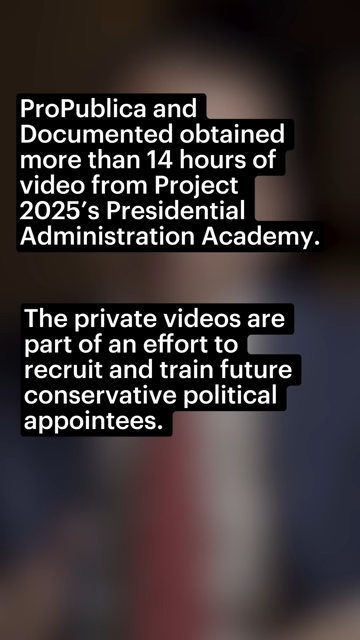 ProPublica and
Documented obtained
more than 14 hours of
video from Project
2025’s Presidential
Administration Academy.
The private videos are
part of an effort to
recruit and train future
conservative political
appointees.